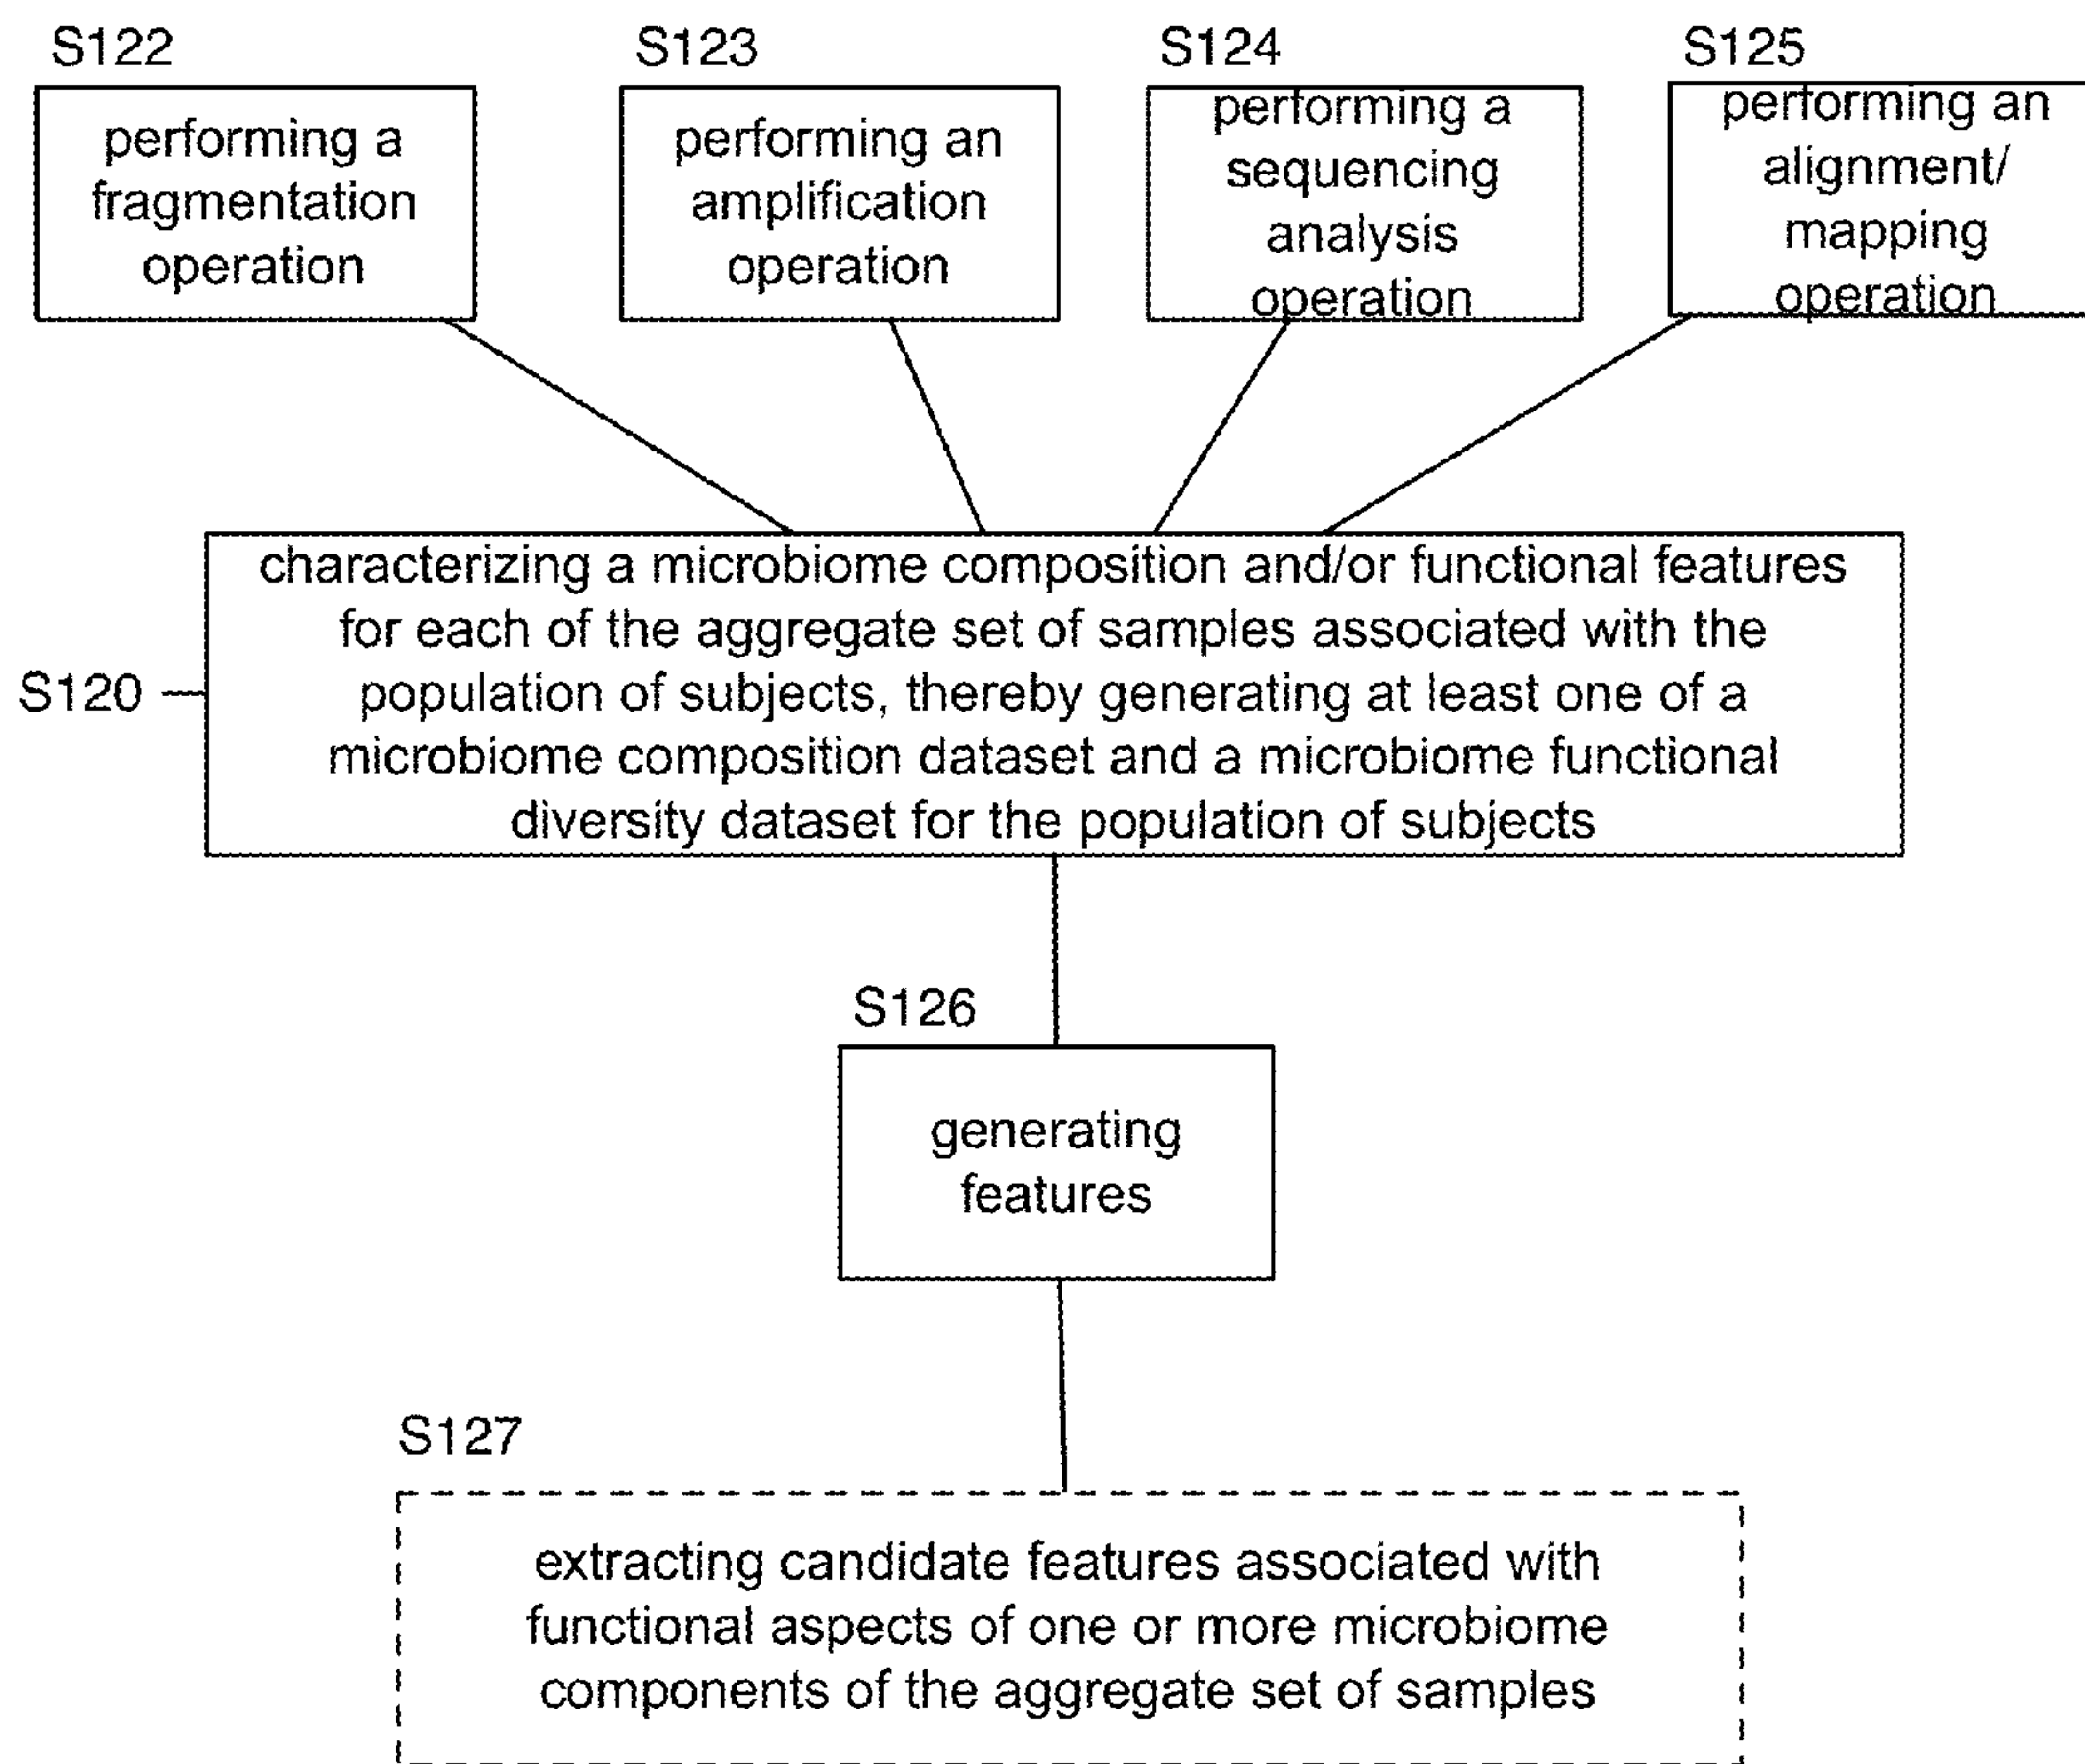 S122
performing a
fragmentation
operation
S123
performing an
amplification
operation
S124
performing a
sequencing
analysis
operation
S125
performing an
alignment/
mapping
operation
S120
characterizing a microbiome composition and/or functional features
for each of the aggregate set of samples associated with the
population of subjects, thereby generating at least one of a
microbiome composition dataset and a microbiome functional
diversity dataset for the population of subjects
S126
generating
features
S127
extracting candidate features associated with
functional aspects of one or more microbiome
components of the aggregate set of samples